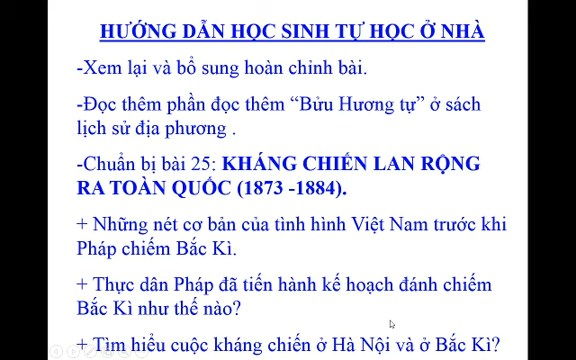 HƯỚNG DẪN HỌC SINH TỰ HỌC Ở NHÀ
-Xem lại và bổ sung hoàn chỉnh bài.
-Đọc thêm phần đọc thêm “Bửu Hương tự” ở sách
lịch sử địa phương .
-Chuẩn bị bài 25: KHÁNG CHIẾN LAN RỘNG
RA TOÀN QUỐC (1873 -1884).
+ Những nét cơ bản của tình hình Việt Nam trước khi
Pháp chiếm Bắc Kì.
+ Thực dân Pháp đã tiến hành kế hoạch đánh chiếm
Bắc Kì như thế nào?
+ Tìm hiểu cuộc kháng chiến ở Hà Nội và ở Bắc Kì?